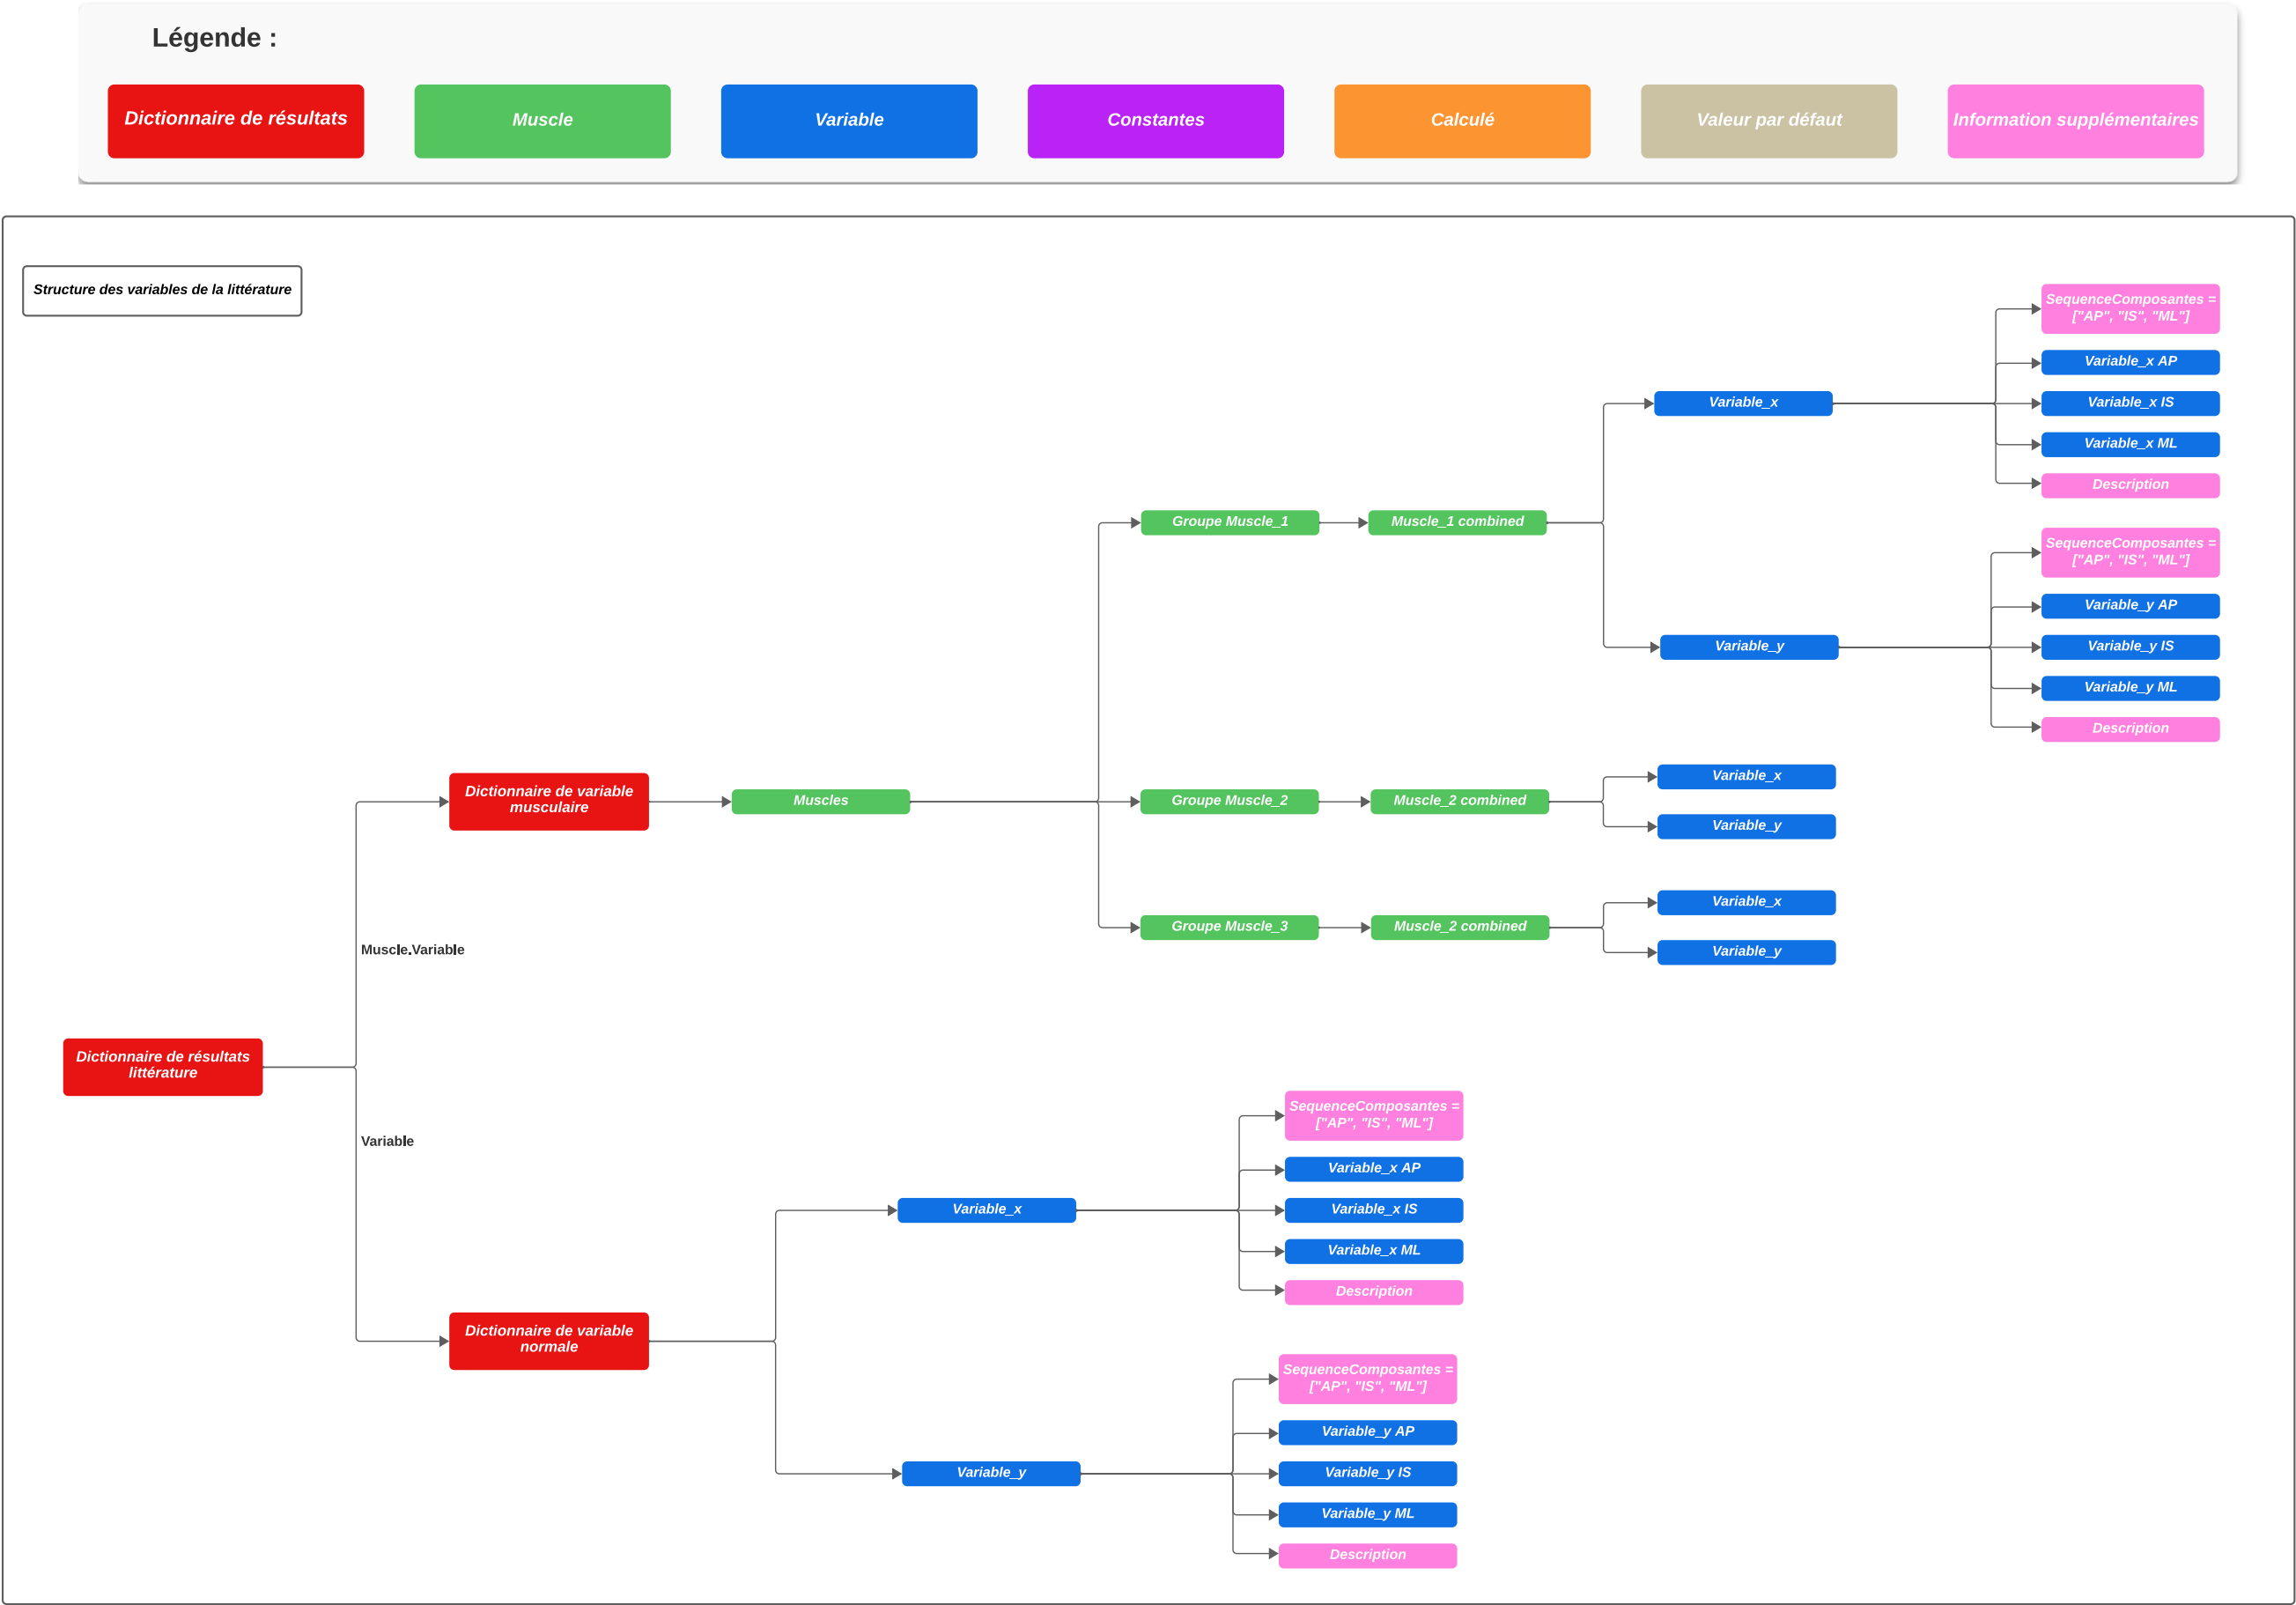 Légende :
Dictionnaire de résultats
Muscle
Variable
Constantes
Calculé
Valeur par défaut
Information supplémentaires
Structure des variables de la littérature
SequenceComposantes =
["AP", "IS", "ML"]
Variable_x AP
Variable_x
Variable_x IS
Variable_x ML
Description
Groupe Muscle_1
Muscle_1 combined
SequenceComposantes =
["AP", "IS", "ML"]
Variable_y AP
Variable_y
Variable_y IS
Variable_y ML
Description
Dictionnaire de variable
musculaire
Muscles
Groupe Muscle_2
Muscle_2 combined
Variable_x
Variable_y
Groupe Muscle_3
Muscle_2 combined
Variable_x
Variable_y
Muscle.Variable
Dictionnaire de résultats
littérature
Variable
SequenceComposantes =
["AP", "IS", "ML"]
Variable_x AP
Variable_x
Variable_x IS
Variable_x ML
Description
Dictionnaire de variable
normale
SequenceComposantes =
["AP", "IS", "ML"]
Variable_y AP
Variable_y
Variable_y IS
Variable_y ML
Description